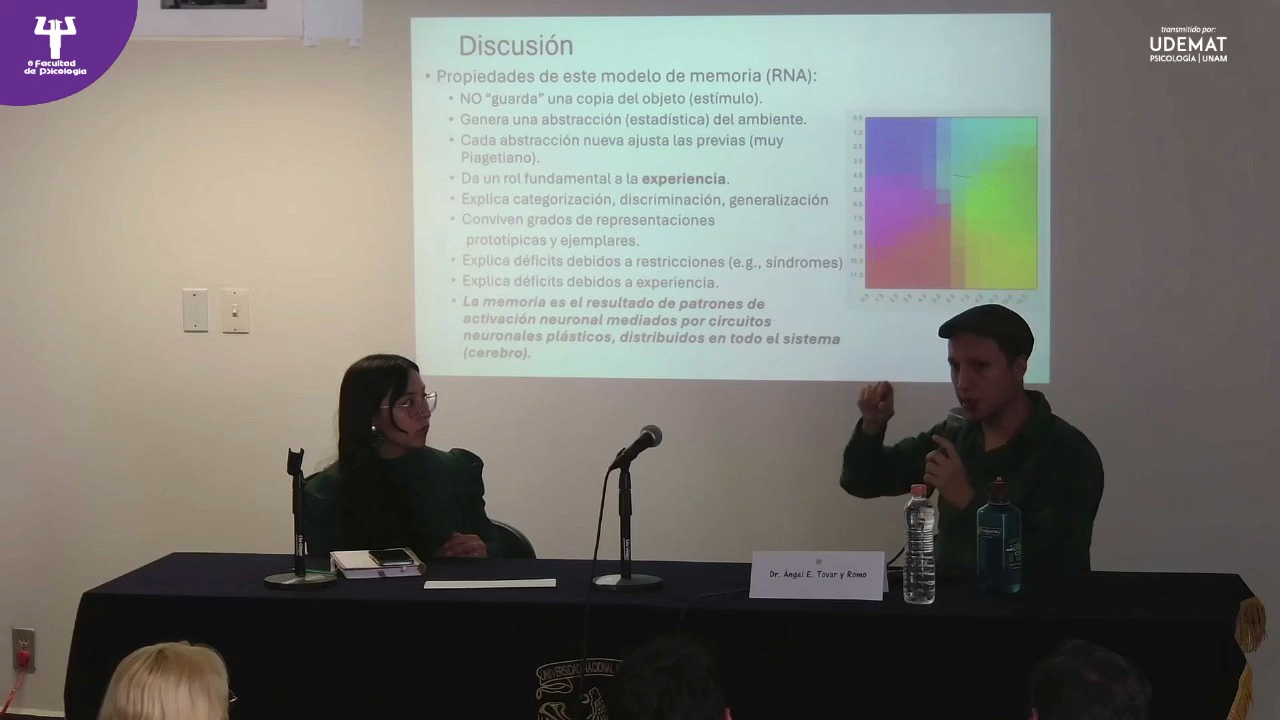 Facultad
de Psicología
transmitido por:
UDEMAT
PSICOLOGÍA | UNAM
Discusión
• Propiedades de este modelo de memoria (RNA):
• NO "guarda" una copia del objeto (estímulo).
• Genera una abstracción (estadística) del ambiente.
• Cada abstracción nueva ajusta las previas (muy
Piagetiano).
• Da un rol fundamental a la experiencia.
• Explica categorización, discriminación, generalización
• Conviven grados de representaciones
prototípicas y ejemplares.
• Explica déficits debidos a restricciones (e.g., síndromes)
• Explica déficits debidos a experiencia.
• La memoria es el resultado de patrones de
activación neuronal mediados por circuitos
neuronales plásticos, distribuidos en todo el sistema
(cerebro).
Dr. Ángel E. Tovar y Romo
UNIVERSIDAD NACIONAL